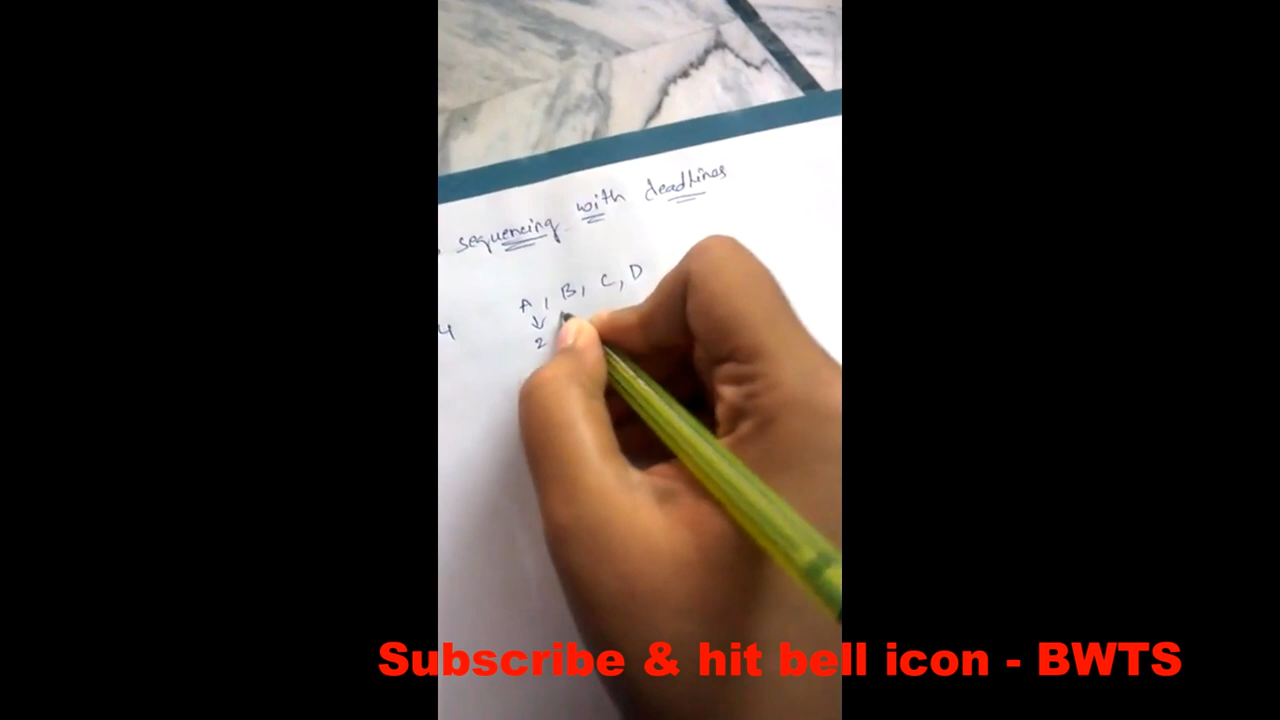 sequencing with deadlines
A, B, C, D
4
2
Subscribe & hit bell icon - BWTS